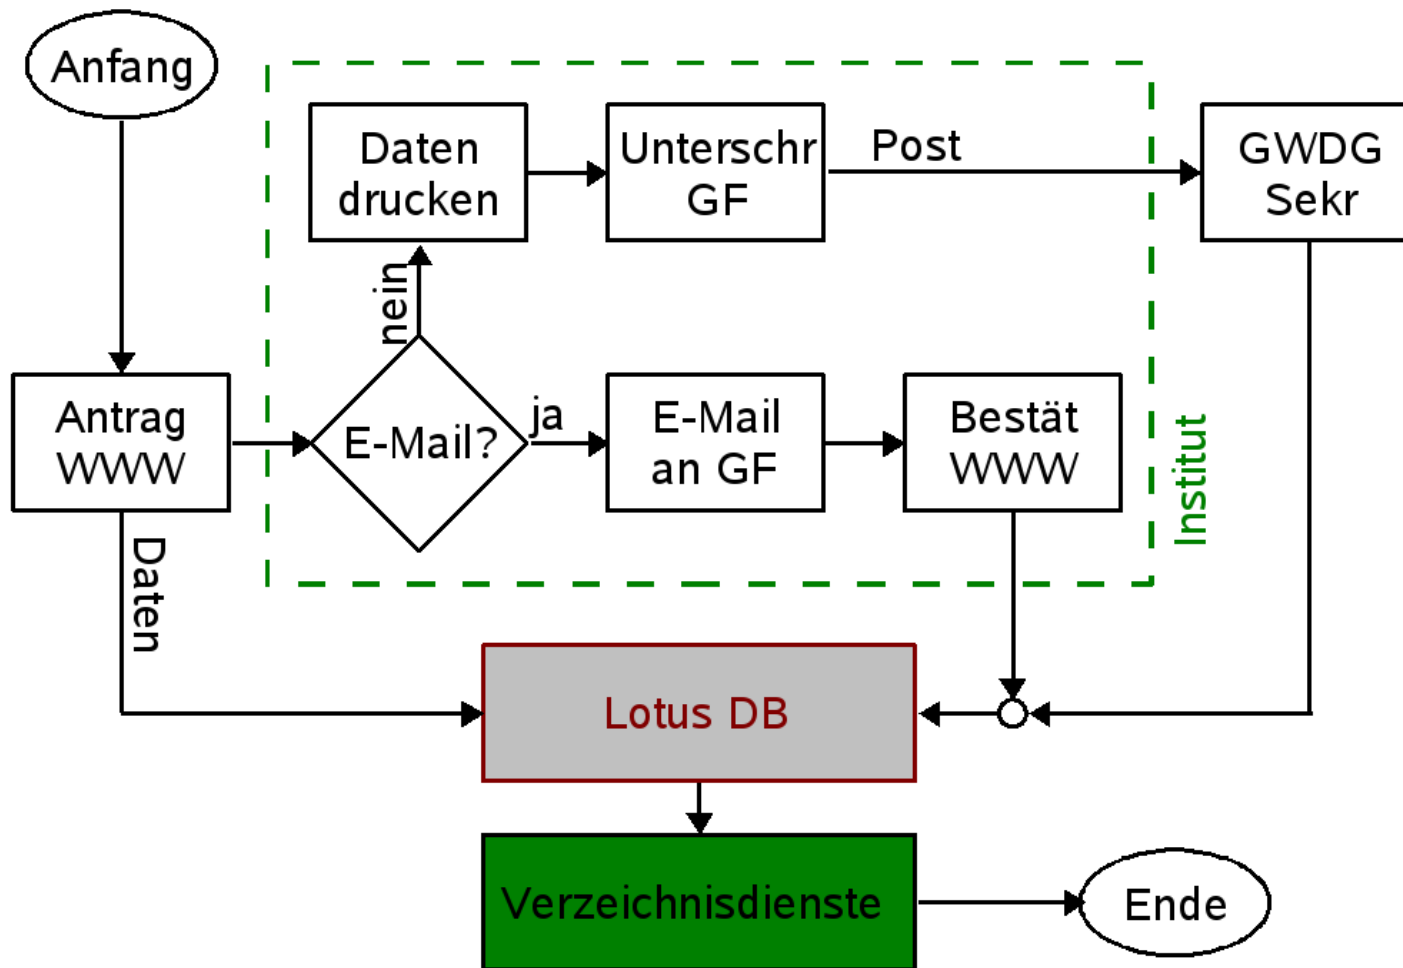 Anfang
Daten
drucken
Unterschr
GF
Post
GWDG
Sekr
nein
Antrag
WWW
E-Mail?
ja
E-Mail
an GF
Bestät
WWW
Institut
Daten
Lotus DB
Verzeichnisdienste
Ende